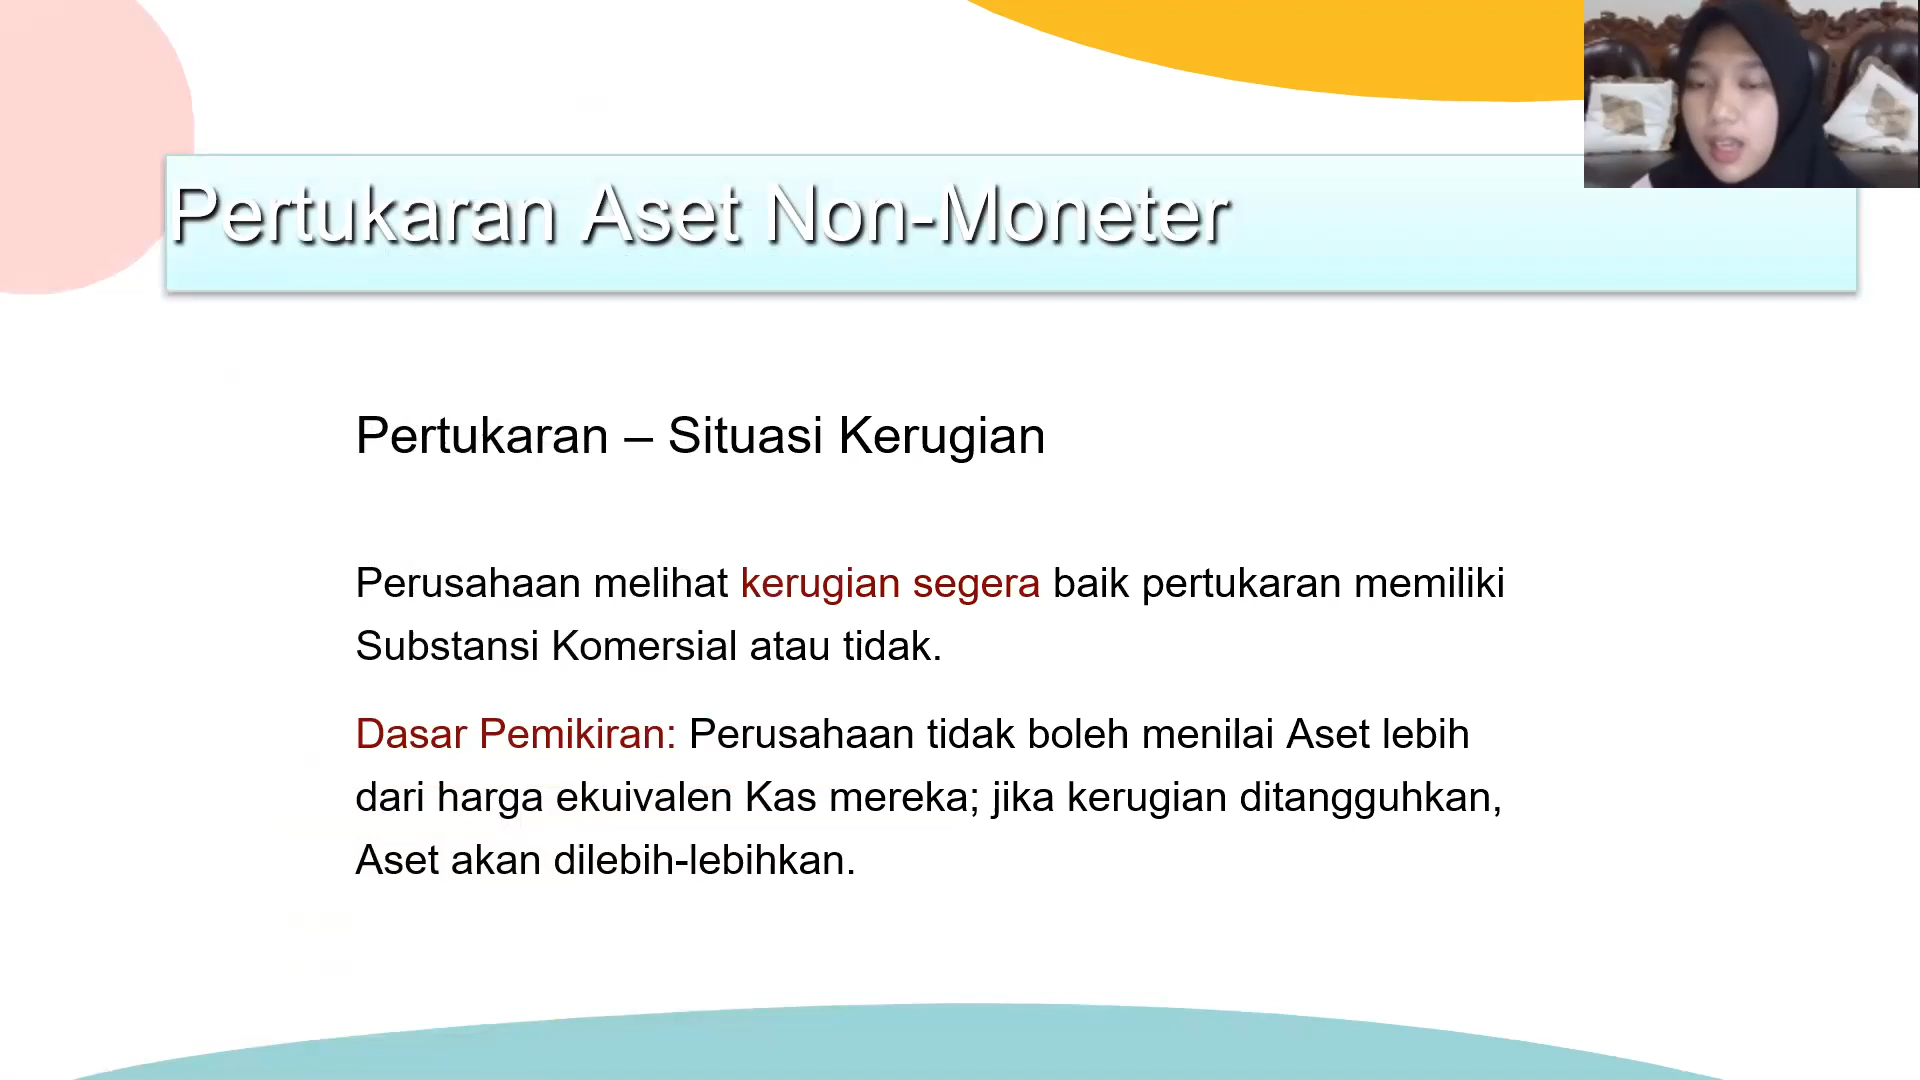 Pertukaran Aset Non-Moneter
Pertukaran – Situasi Kerugian
Perusahaan melihat kerugian segera baik pertukaran memiliki
Substansi Komersial atau tidak.
Dasar Pemikiran: Perusahaan tidak boleh menilai Aset lebih
dari harga ekuivalen Kas mereka; jika kerugian ditangguhkan,
Aset akan dilebih-lebihkan.